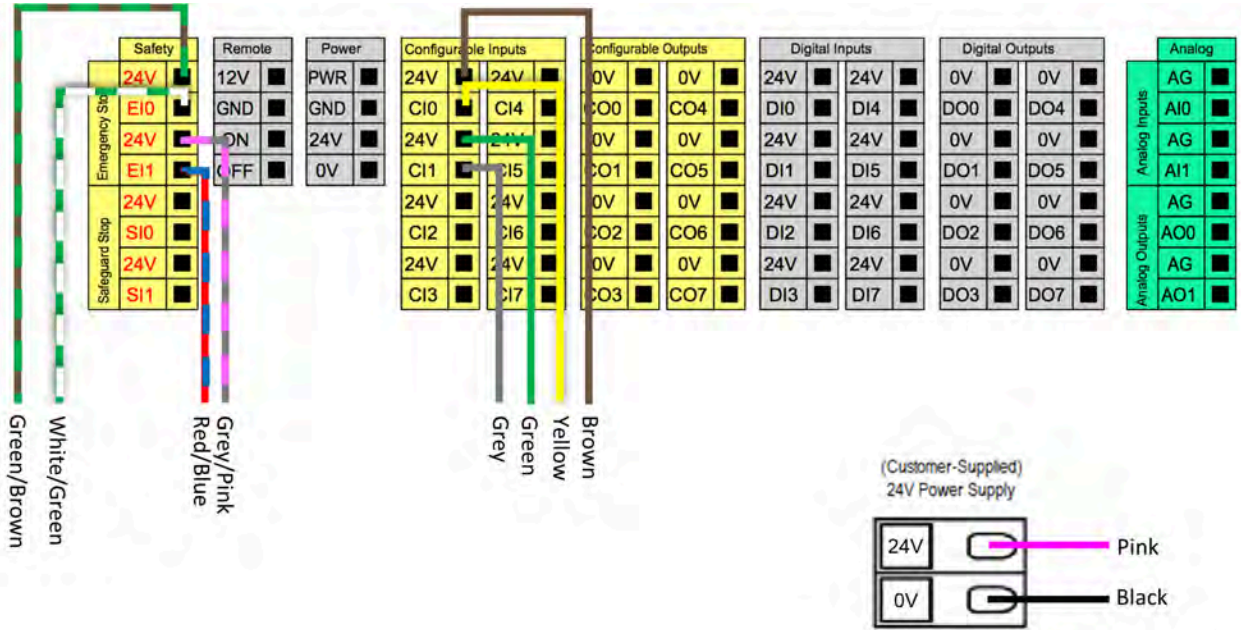 Safety
Remote
Power
Configurable Inputs
Configurable Outputs
Digital Inputs
Digital Outputs
Analog
24V 12V PWR 24V 24V 0V 0V 24V 24V 0V 0V AG
EI0 GND GND CI0 CI4 CO0 CO4 DI0 DI4 DO0 DO4 AI0
24V ON 24V 24V 24V 0V 0V 24V 24V 0V 0V AG
EI1 OFF 0V CI1 CI5 CO1 CO5 DI1 DI5 DO1 DO5 AI1
24V 24V 24V 0V 0V 24V 24V 0V 0V AG
SI0 CI2 CI6 CO2 CO6 DI2 DI6 DO2 DO6 AO0
24V 24V 24V 0V 0V 24V 24V 0V 0V AG
SI1 CI3 CI7 CO3 CO7 DI3 DI7 DO3 DO7 AO1
Emergency Stop
Safeguard Stop
Analog Inputs
Analog Outputs
Green/Brown
White/Green
Red/Blue
Grey/Pink
Grey
Green
Yellow
Brown
(Customer-Supplied)
24V Power Supply
24V
Pink
0V
Black